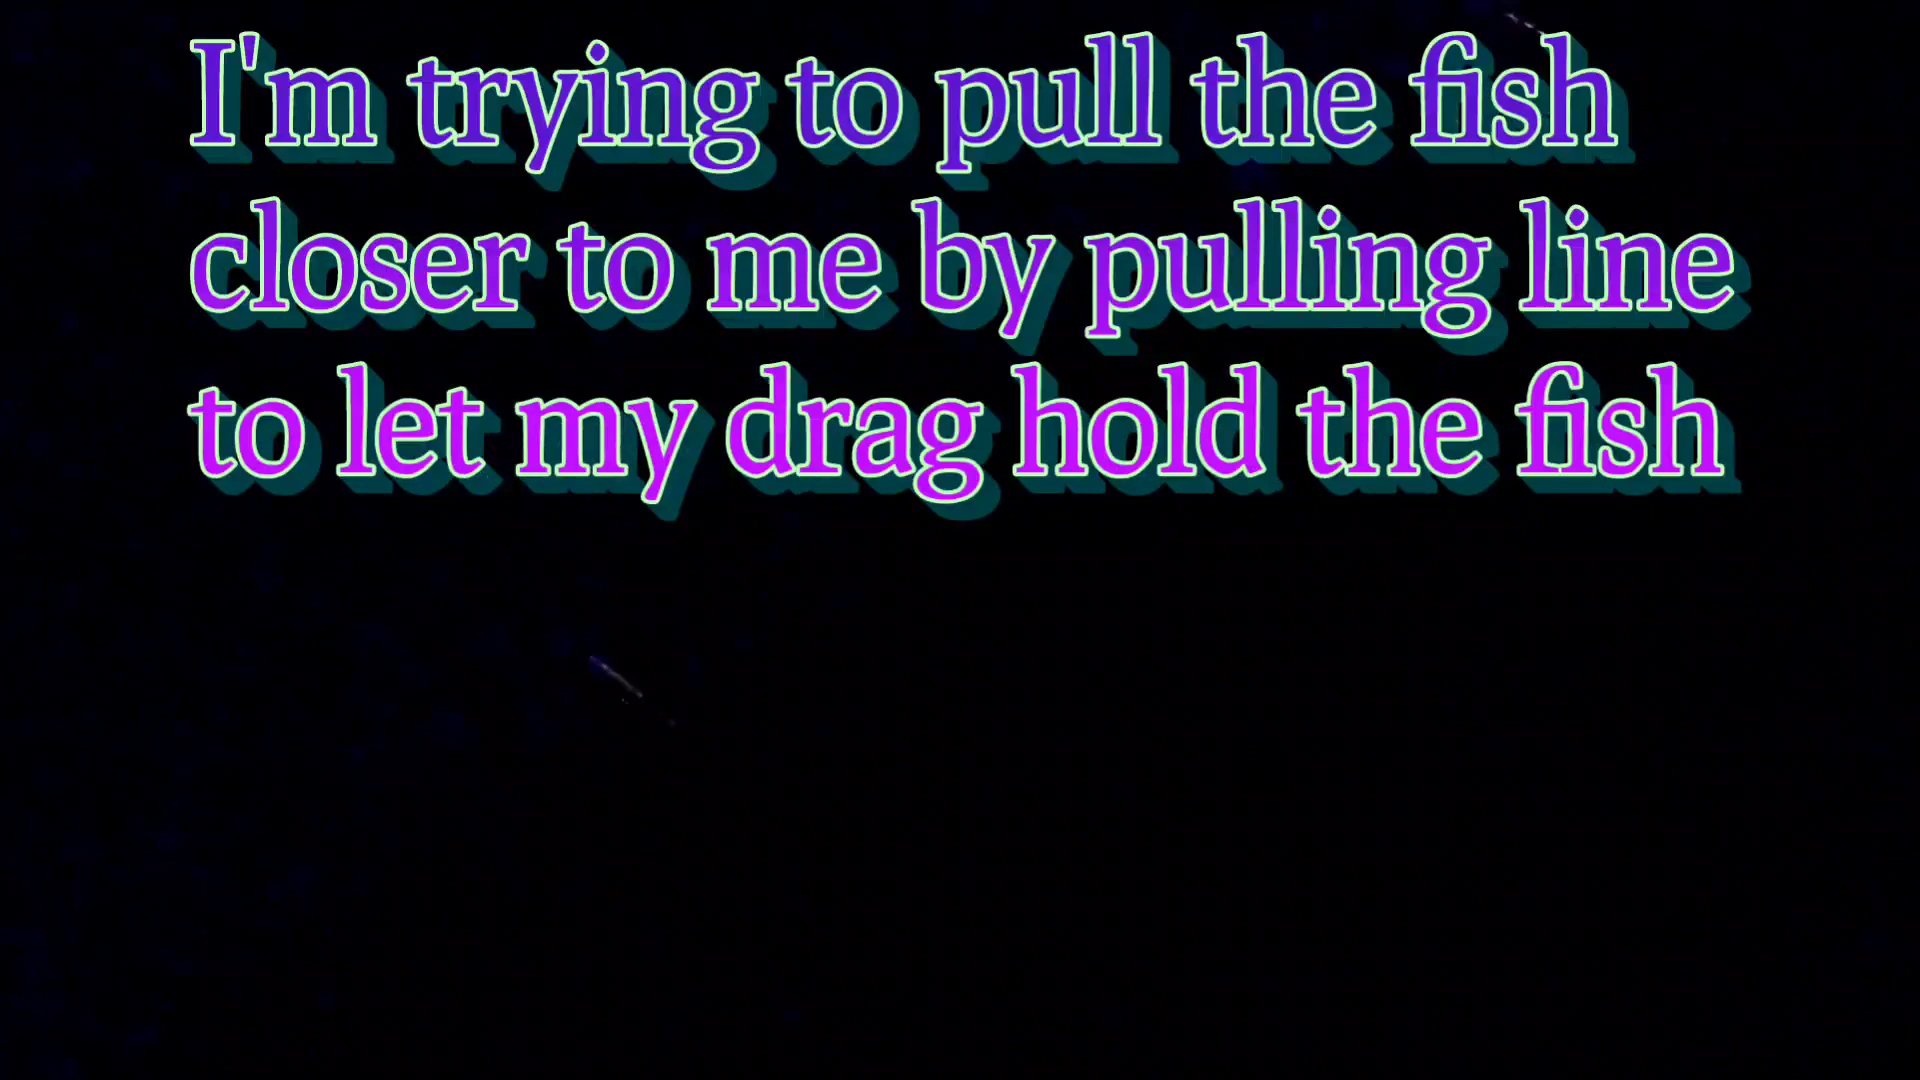 I'm trying to pull the fish
closer to me by pulling line
to let my drag hold the fish